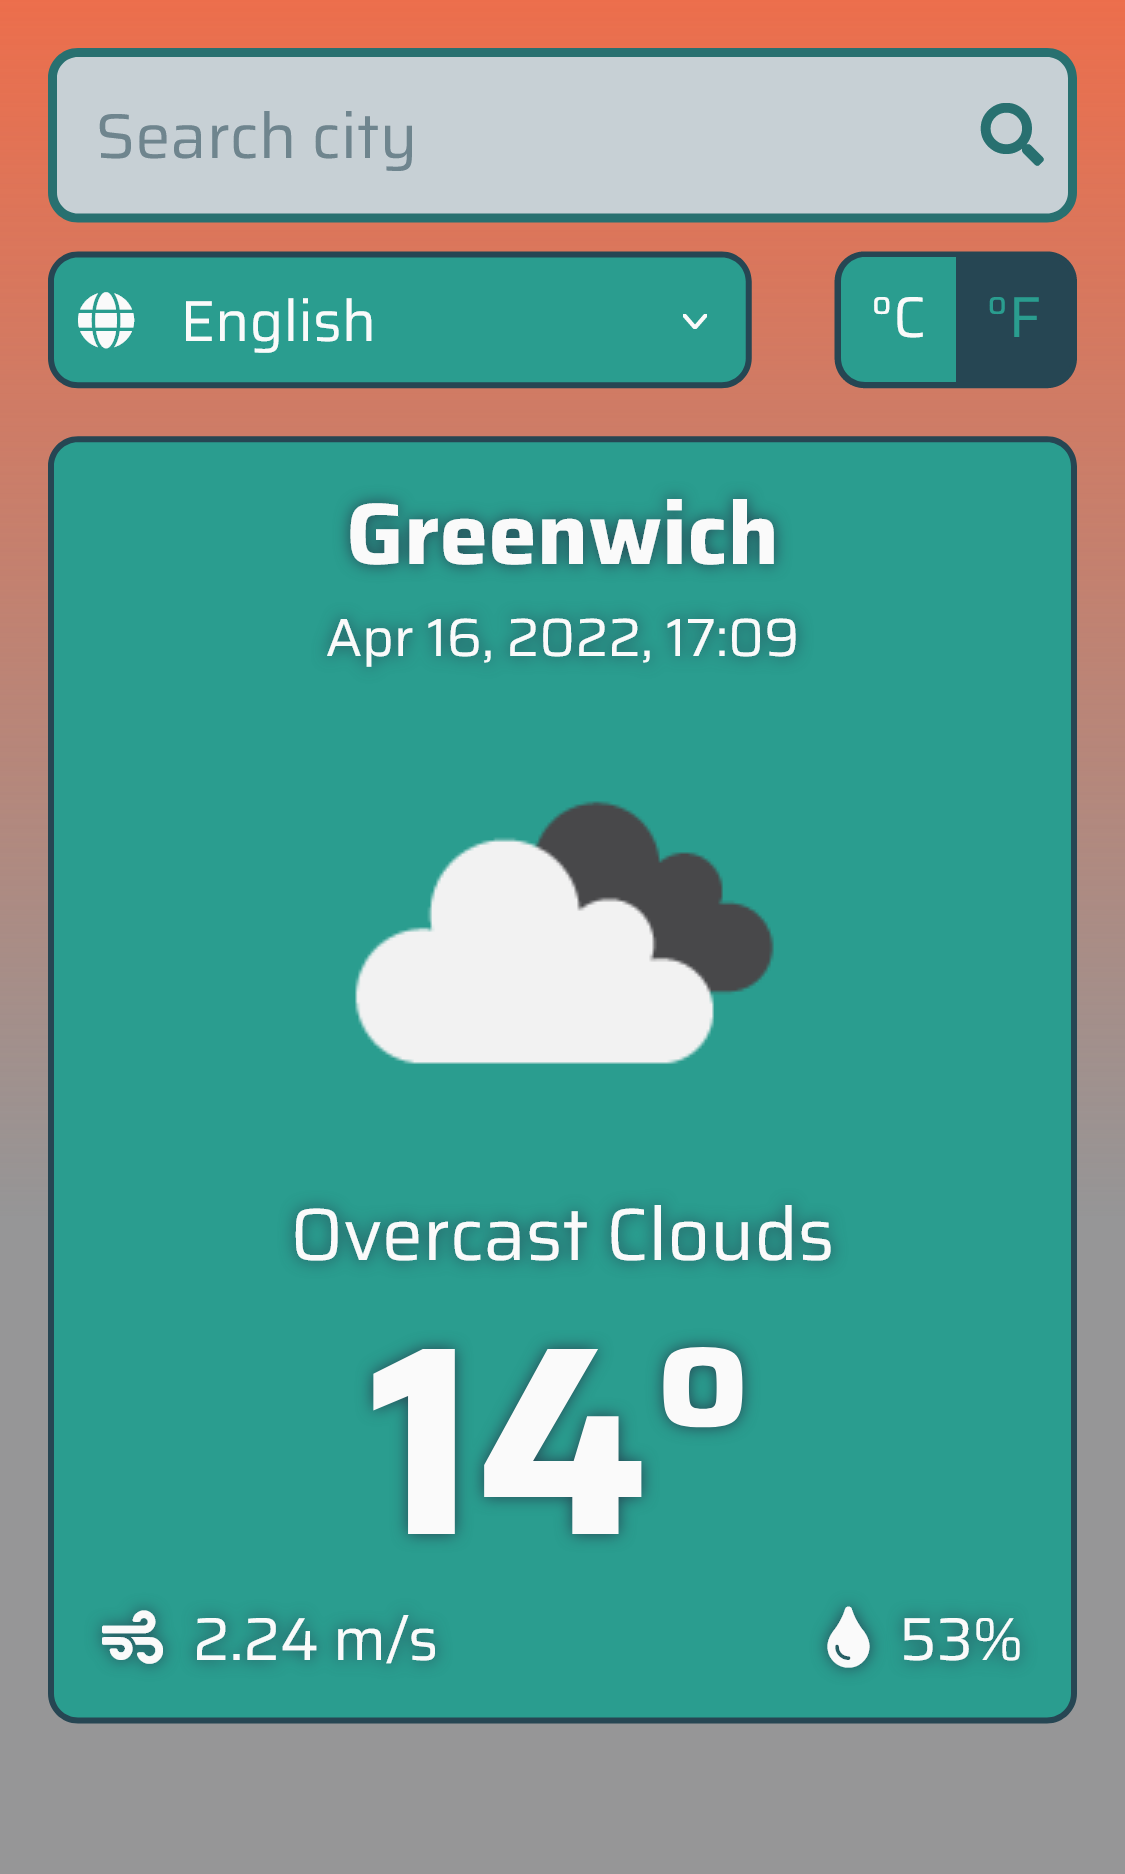 Search city
English
°C °F
Greenwich
Apr 16, 2022, 17:09
Overcast Clouds
14°
2.24 m/s 53%